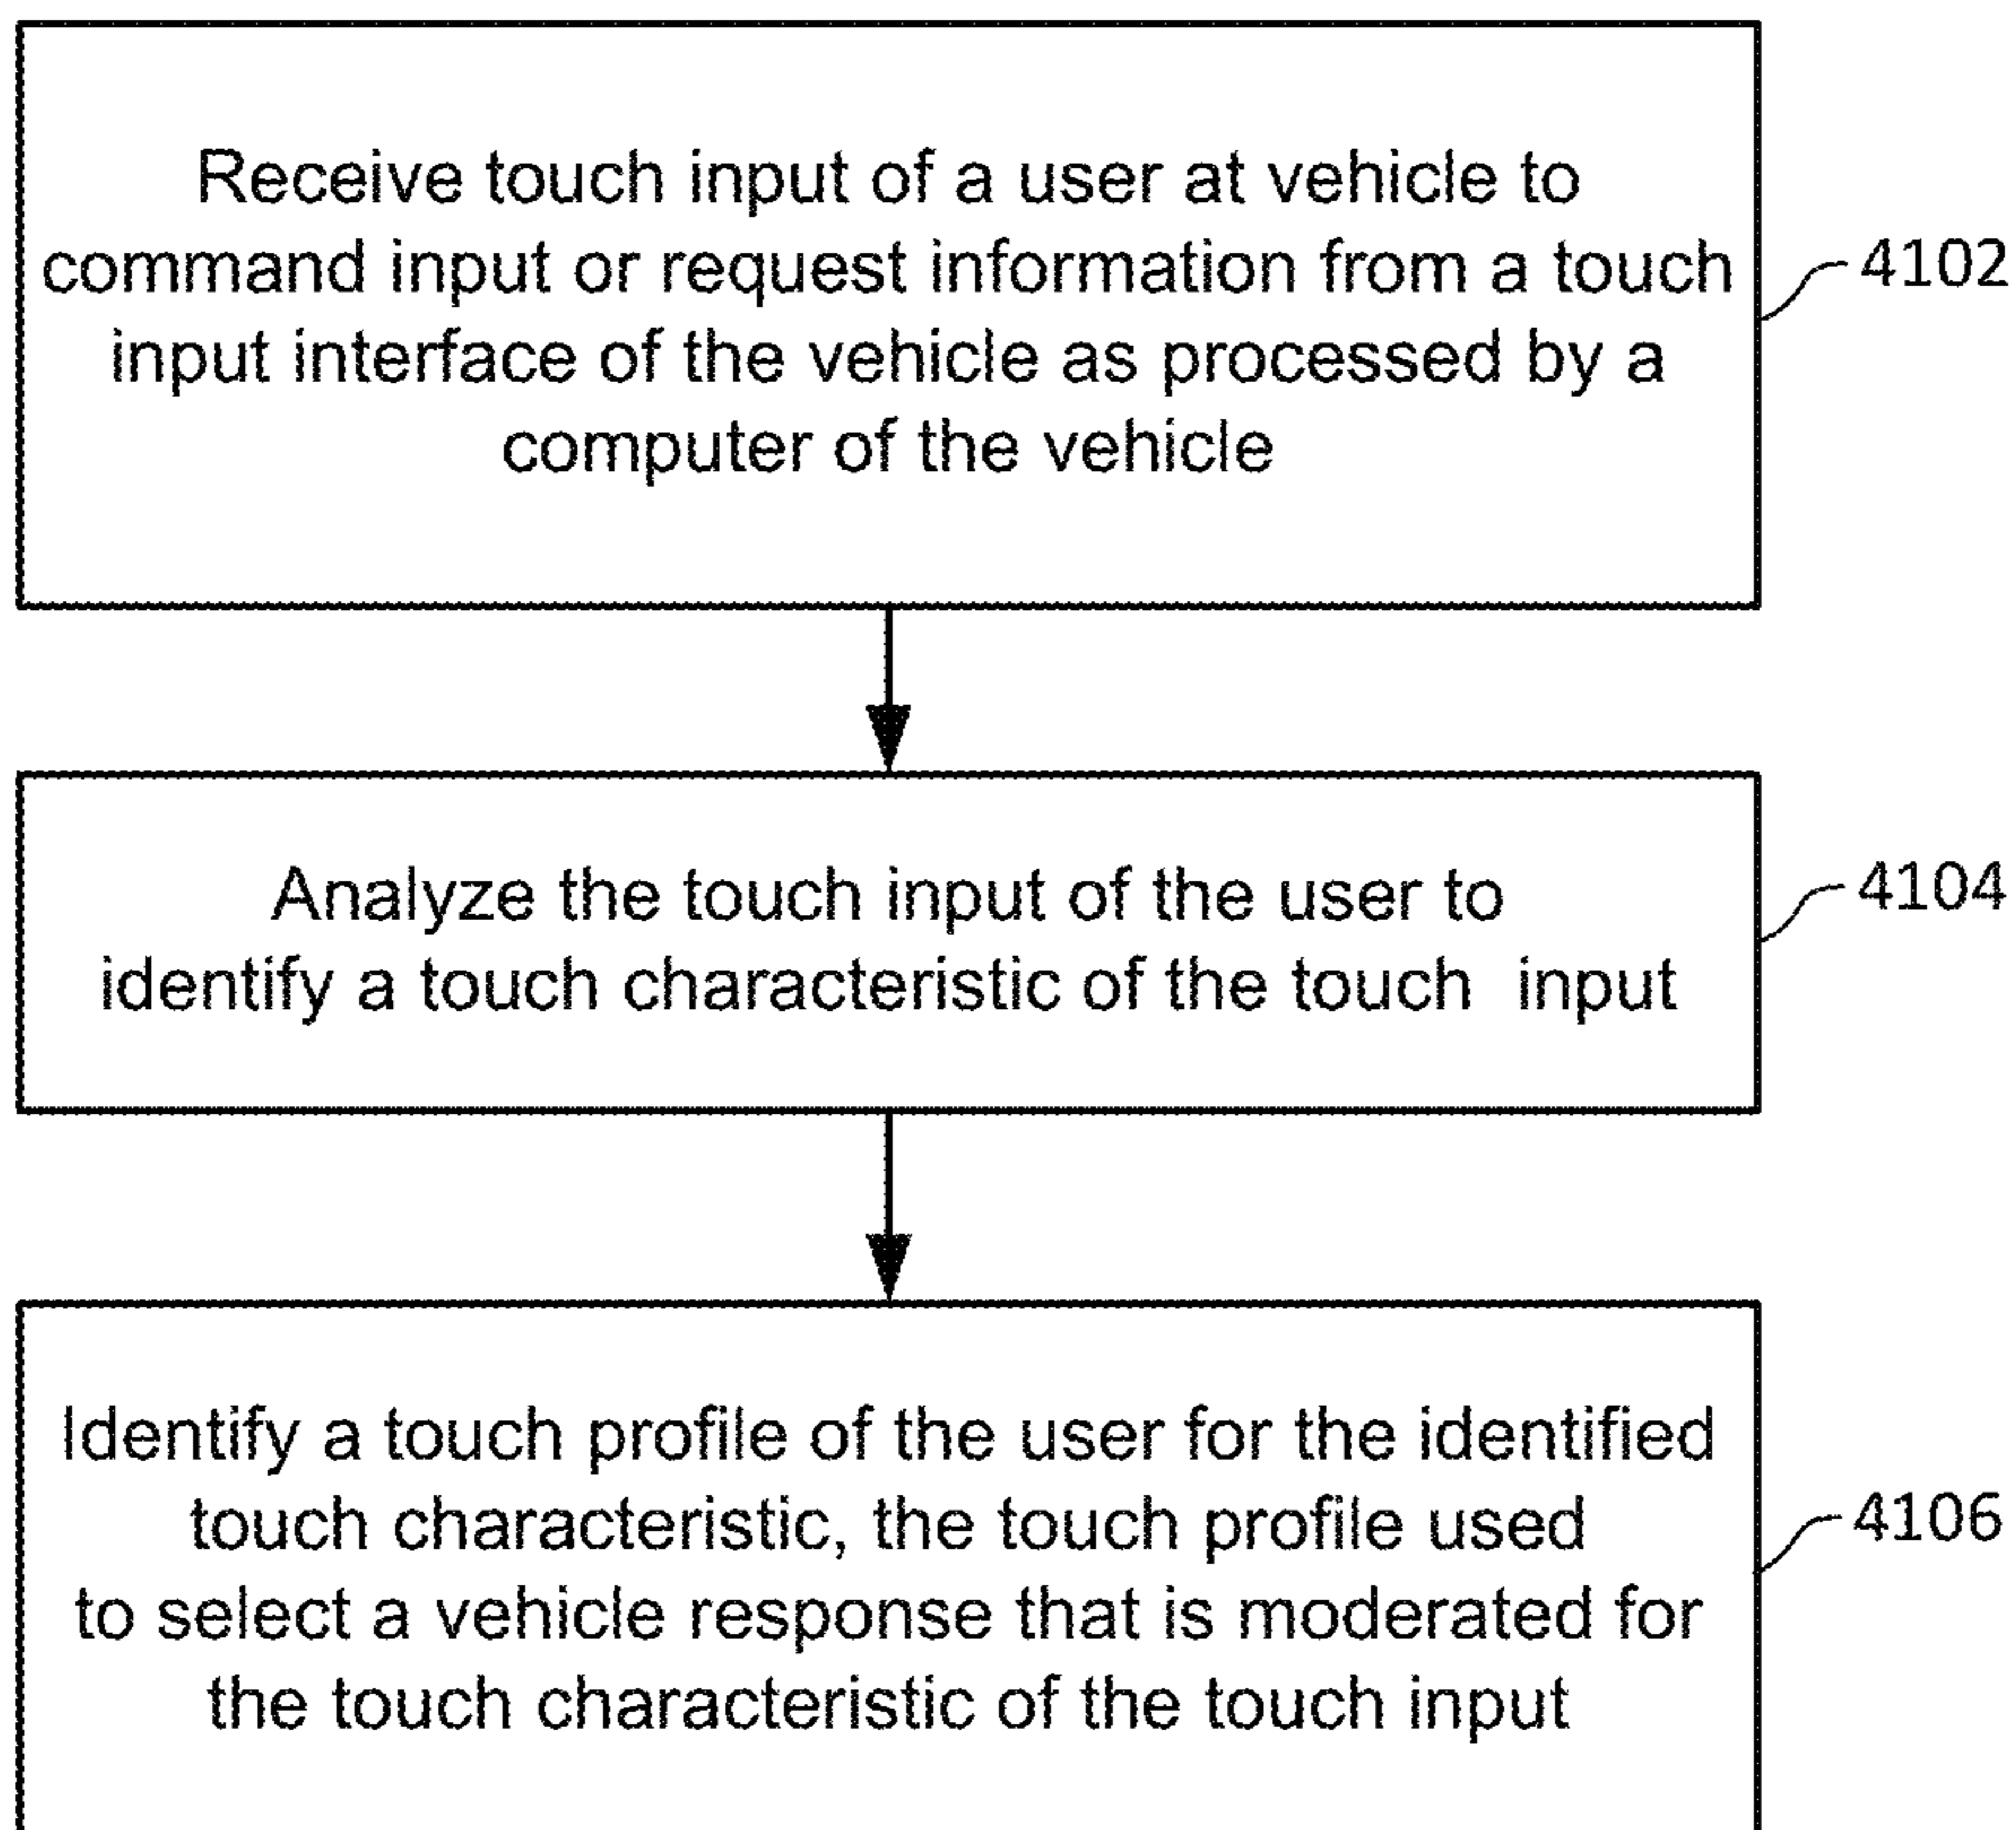 Receive touch input of a user at vehicle to
command input or request information from a touch
input interface of the vehicle as processed by a
computer of the vehicle
4102
Analyze the touch input of the user to
identify a touch characteristic of the touch  input
4104
Identify a touch profile of the user for the identified
touch characteristic, the touch profile used
to select a vehicle response that is moderated for
the touch characteristic of the touch input
4106